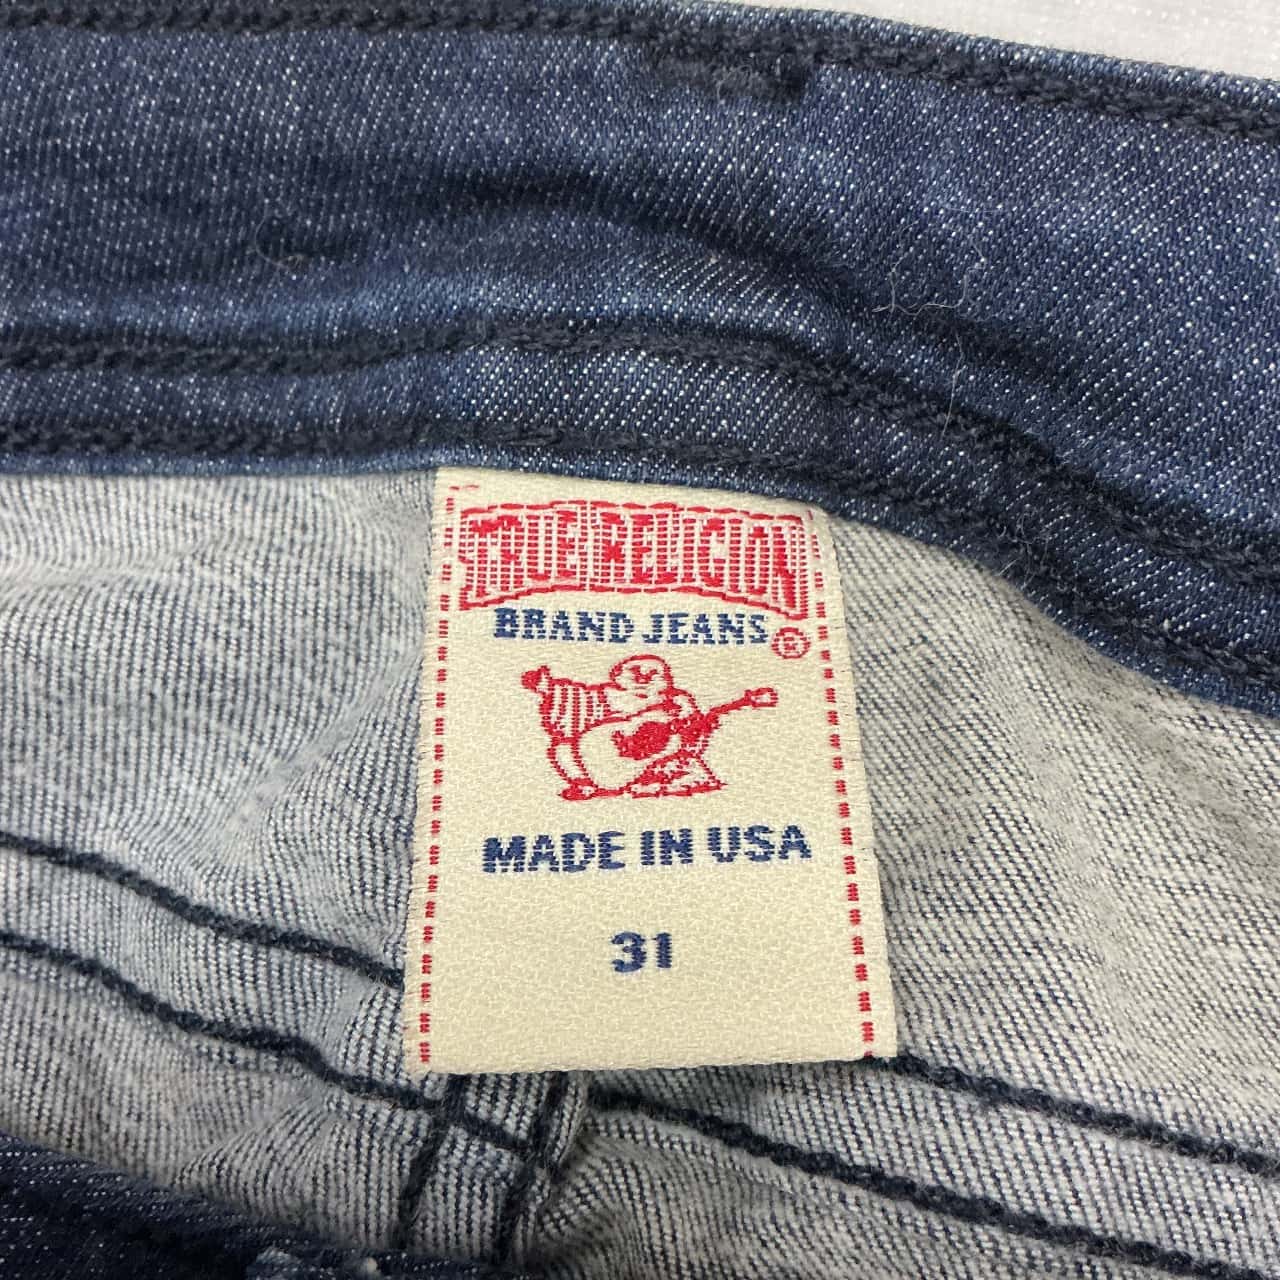 TRUE RELIGION
BRAND JEANS ®
MADE IN USA
31